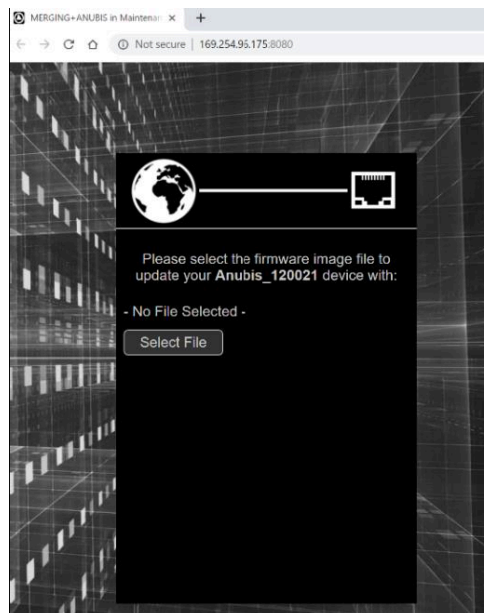 MERGING+ANUBIS in Maintenan
Not secure | 169.254.95.175:8080
Please select the firmware image file to
update your Anubis_120021 device with:
- No File Selected -
Select File